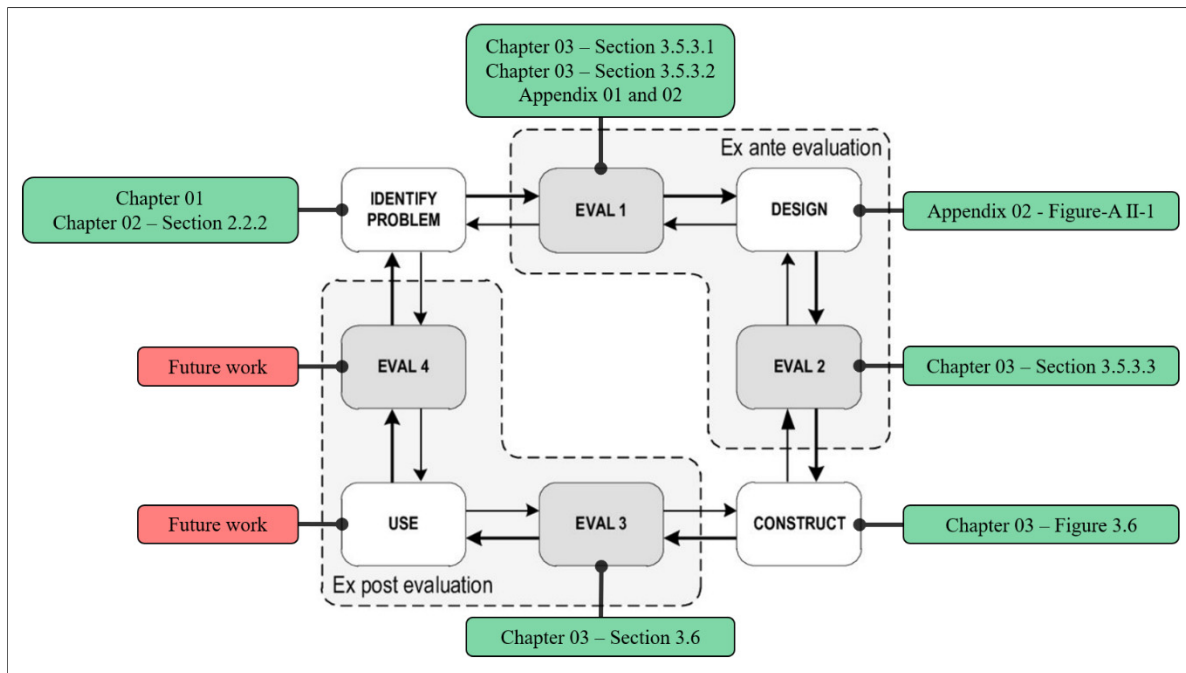 Chapter 03 – Section 3.5.3.1
Chapter 03 – Section 3.5.3.2
Appendix 01 and 02
Ex ante evaluation
Chapter 01
Chapter 02 – Section 2.2.2
IDENTIFY
PROBLEM
EVAL 1
DESIGN
Appendix 02 - Figure-A II-1
Future work
EVAL 4
EVAL 2
Chapter 03 – Section 3.5.3.3
Future work
USE
EVAL 3
CONSTRUCT
Chapter 03 – Figure 3.6
Ex post evaluation
Chapter 03 – Section 3.6